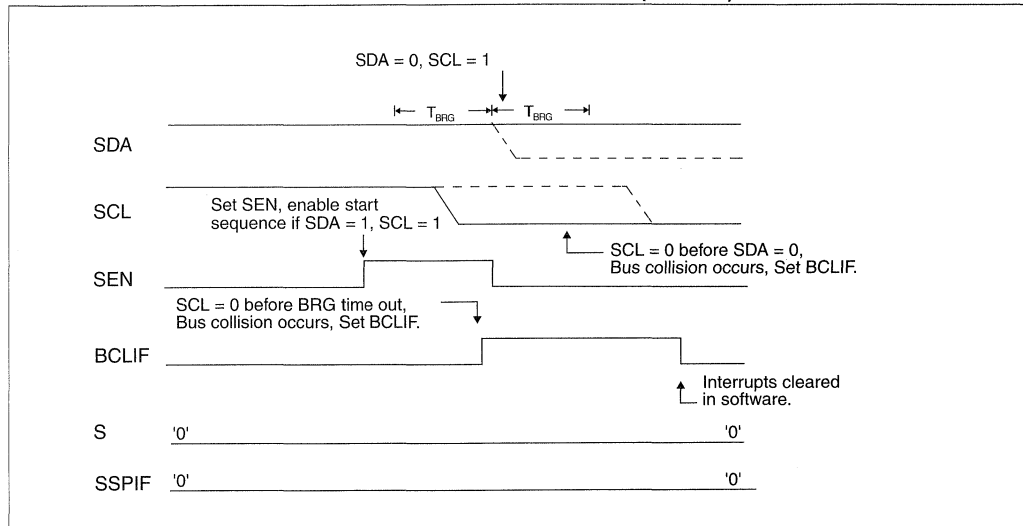 SDA = 0, SCL = 1
TBRG TBRG
SDA
SCL
Set SEN, enable start
sequence if SDA = 1, SCL = 1
SCL = 0 before SDA = 0,
Bus collision occurs, Set BCLIF.
SEN
SCL = 0 before BRG time out,
Bus collision occurs, Set BCLIF.
BCLIF
Interrupts cleared
in software.
S '0' '0'
SSPIF '0' '0'